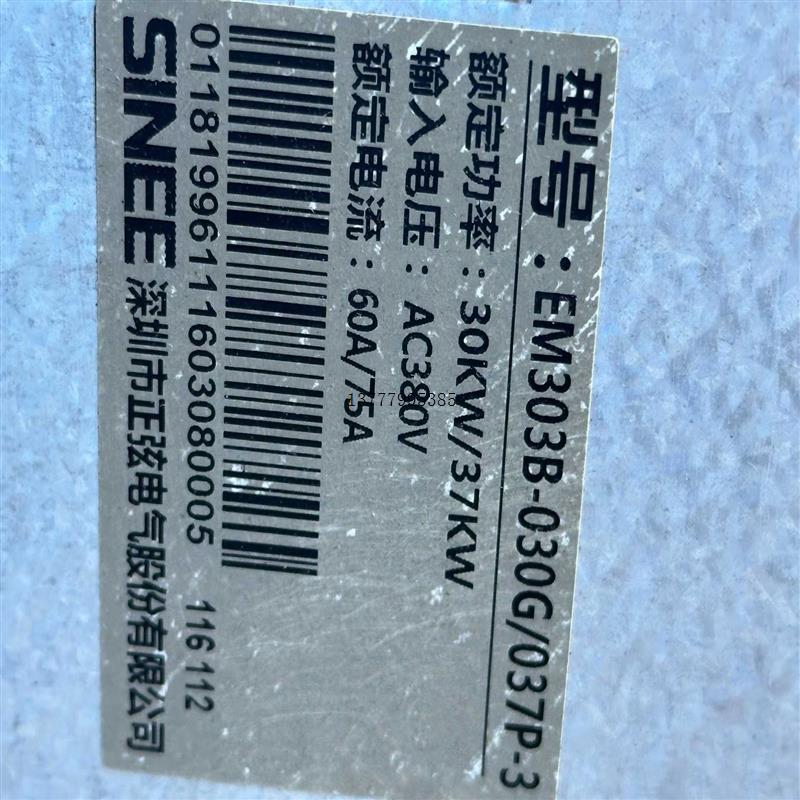 型号：EM303B-030G/037P-3
额定功率：30KW/37KW
输入电压：AC380V
额定电流：60A/75A
01181996111603080005
116112
SINEE 深圳市正弦电气股份有限公司